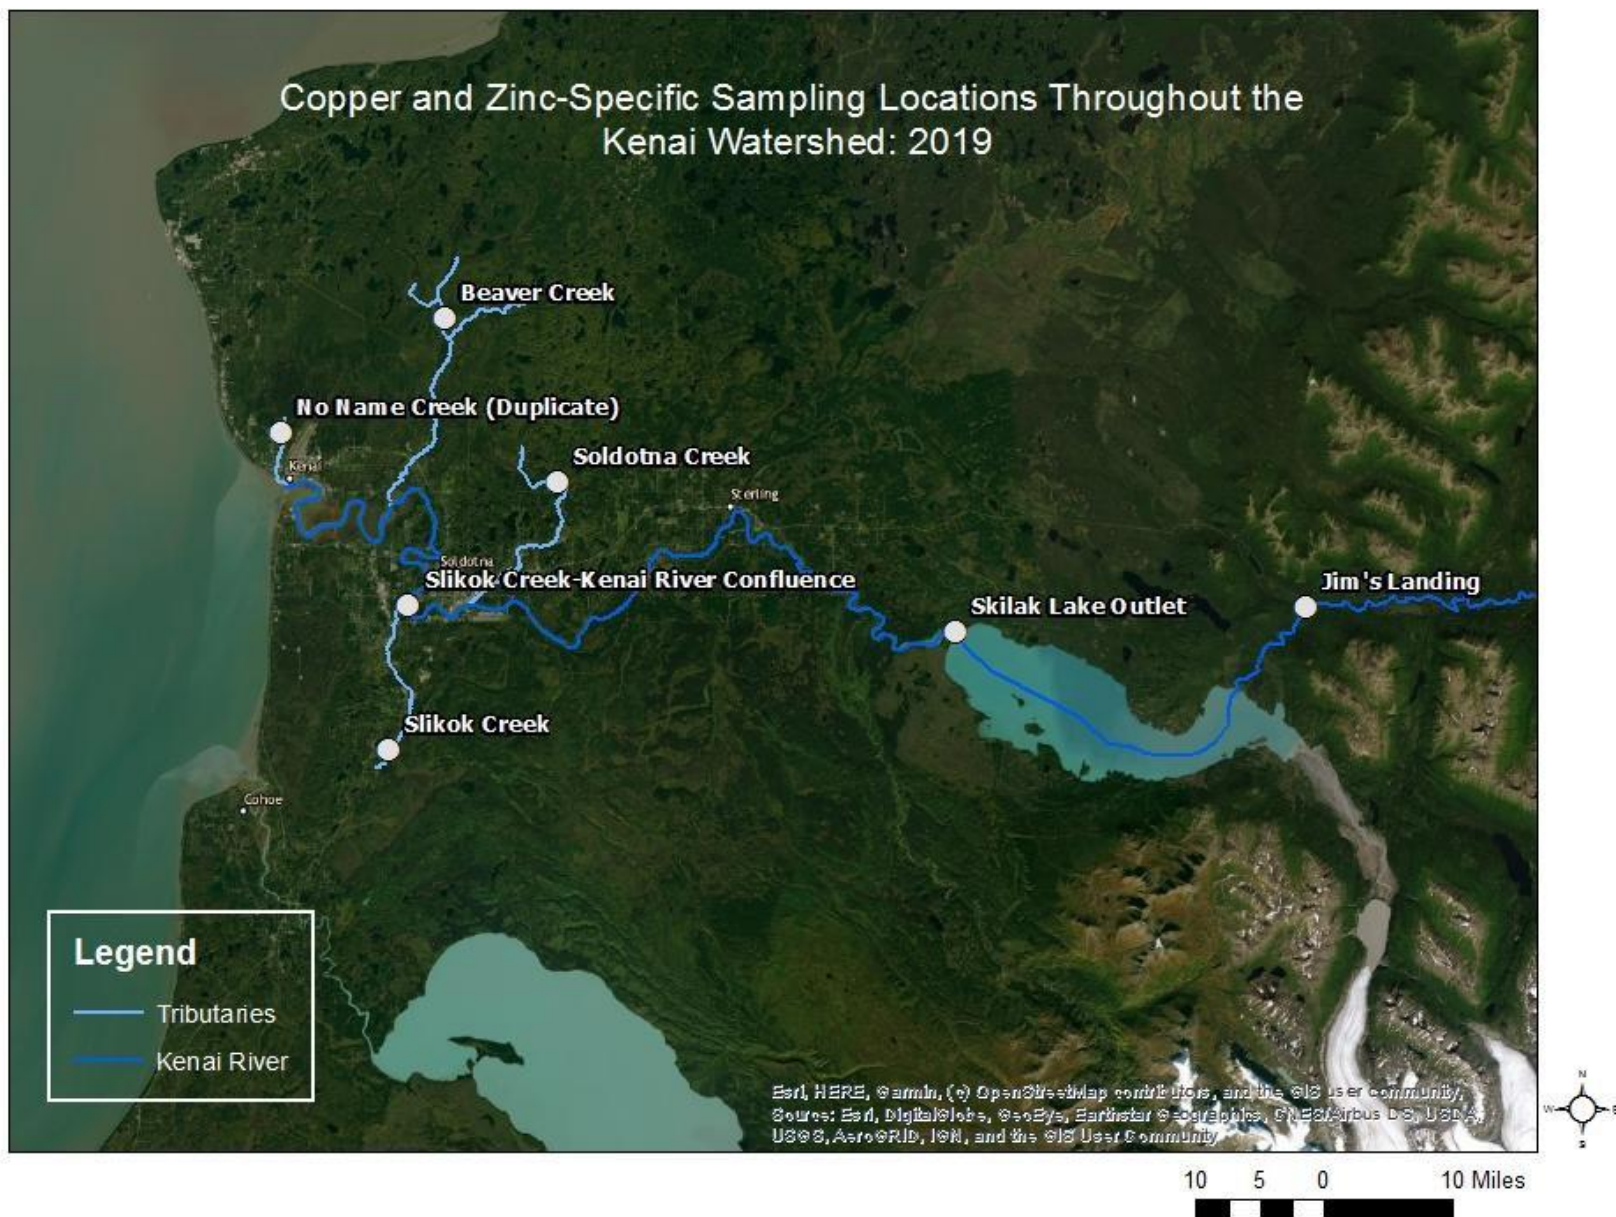 Copper and Zinc-Specific Sampling Locations Throughout the
Kenai Watershed: 2019
Beaver Creek
No Name Creek (Duplicate)
Soldotna Creek
Kenai
Sterling
Soldotna
Slikok Creek-Kenai River Confluence
Jim's Landing
Skilak Lake Outlet
Slikok Creek
Cohoe
Legend
Tributaries
Kenai River
Esri, HERE, Garmin, (c) OpenStreetMap contributors, and the GIS user community,
Source: Esri, DigitalGlobe, GeoEye, Earthstar Geographics, CNES/Airbus DS, USDA,
USGS, AeroGRID, IGN, and the GIS User Community
N
W
E
S
10 5 0 10 Miles